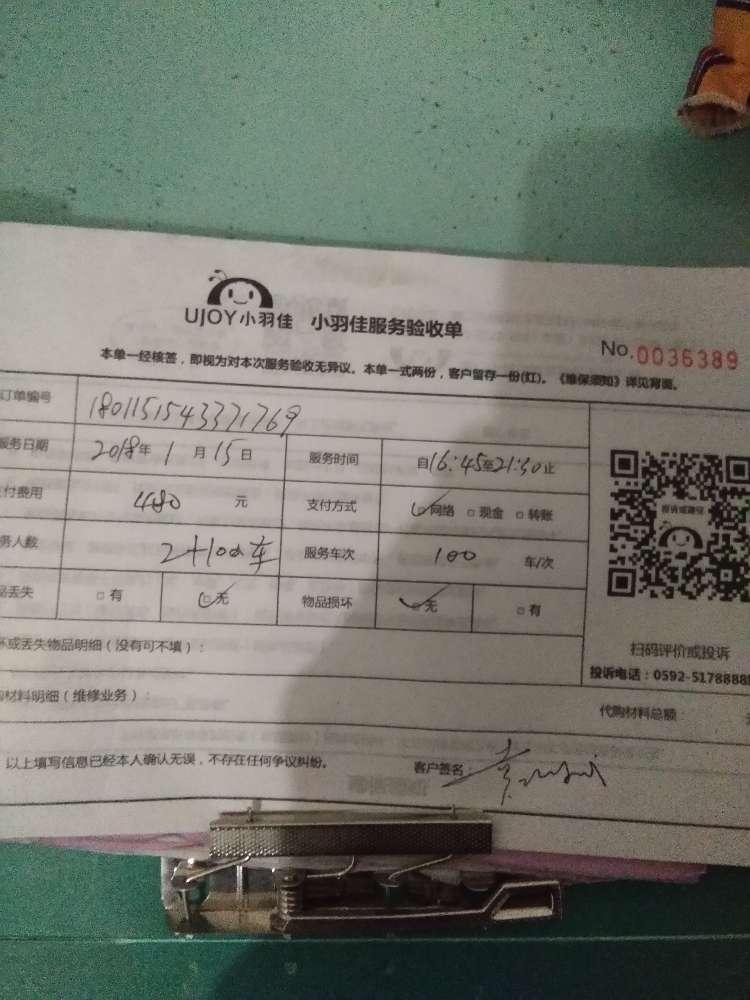 UJOY小羽佳 小羽佳服务验收单
No.0036389
本单一经核签，即视为对本次服务验收无异议。本单一式两份，客户留存一份(红)。《维保须知》详见背面。
订单编号 1801151543371769
服务日期 2018年1月15日 服务时间 自16:45至21:30止
付费用 480 元 支付方式 网络 现金 转账
务人数 服务车次 100 车/次
品丢失 有 无 物品损坏 无 有
坏或丢失物品明细（没有可不填）：
扫码评价或投诉
投诉电话：0592-5178888
购材料明细（维修业务）：
代购材料总额
以上填写信息已经本人确认无误，不存在任何争议纠纷。 客户签名：